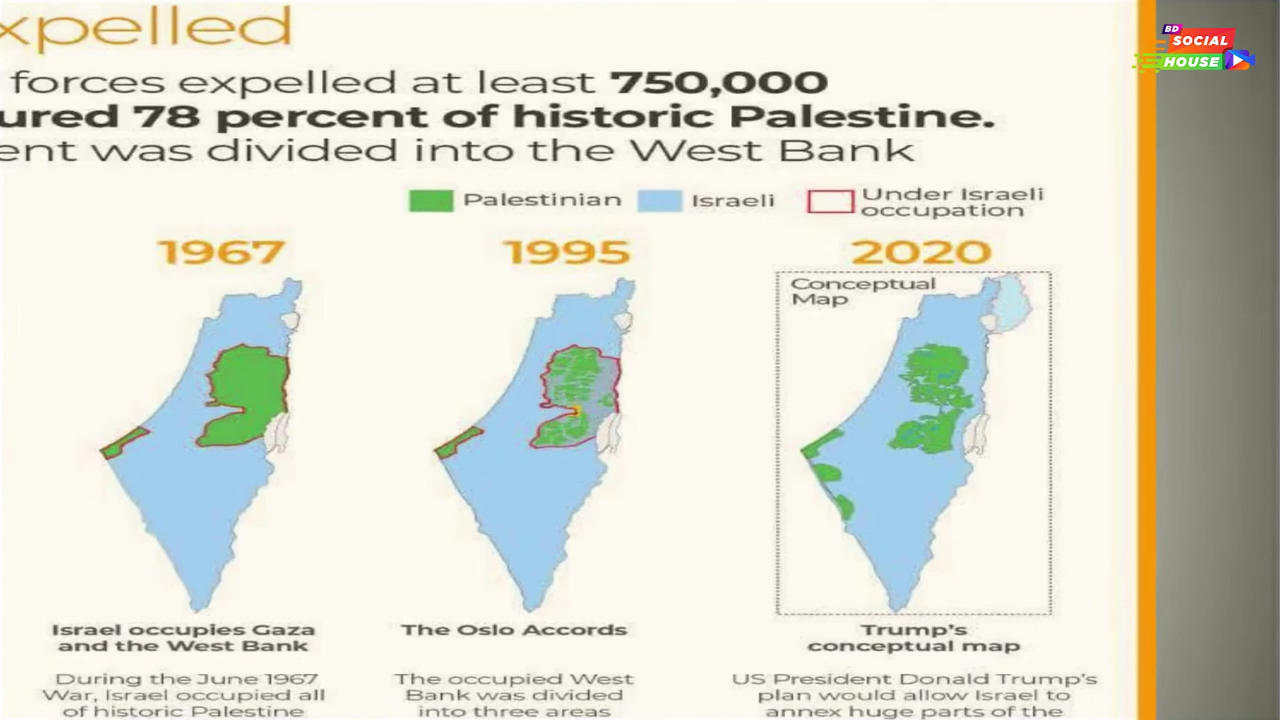 xpelled
forces expelled at least 750,000
ured 78 percent of historic Palestine.
ent was divided into the West Bank
Palestinian
Israeli
Under Israeli
occupation
1967
1995
2020
Conceptual
Map
Israel occupies Gaza
and the West Bank
The Oslo Accords
Trump's
conceptual map
During the June 1967
War, Israel occupied all
of historic Palestine
The occupied West
Bank was divided
into three areas
US President Donald Trump's
plan would allow Israel to
annex huge parts of the
BD
SOCIAL
HOUSE